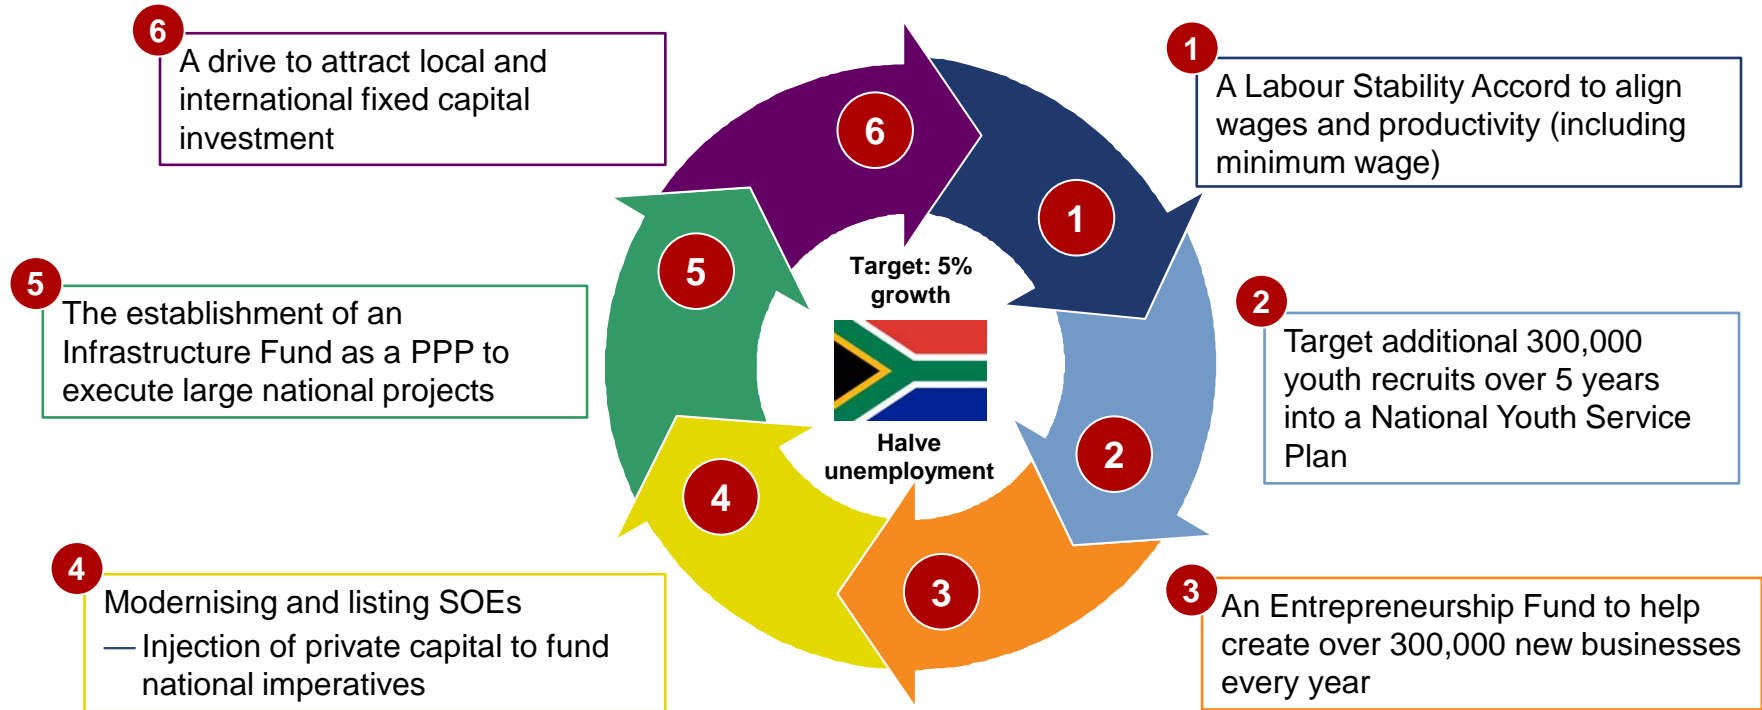 6
A drive to attract local and
international fixed capital
investment
1
A Labour Stability Accord to align
wages and productivity (including
minimum wage)
6
1
5
The establishment of an
Infrastructure Fund as a PPP to
execute large national projects
5
Target: 5%
growth
Halve
unemployment
2
Target additional 300,000
youth recruits over 5 years
into a National Youth Service
Plan
2
4
4
Modernising and listing SOEs
— Injection of private capital to fund
national imperatives
3
3
An Entrepreneurship Fund to help
create over 300,000 new businesses
every year